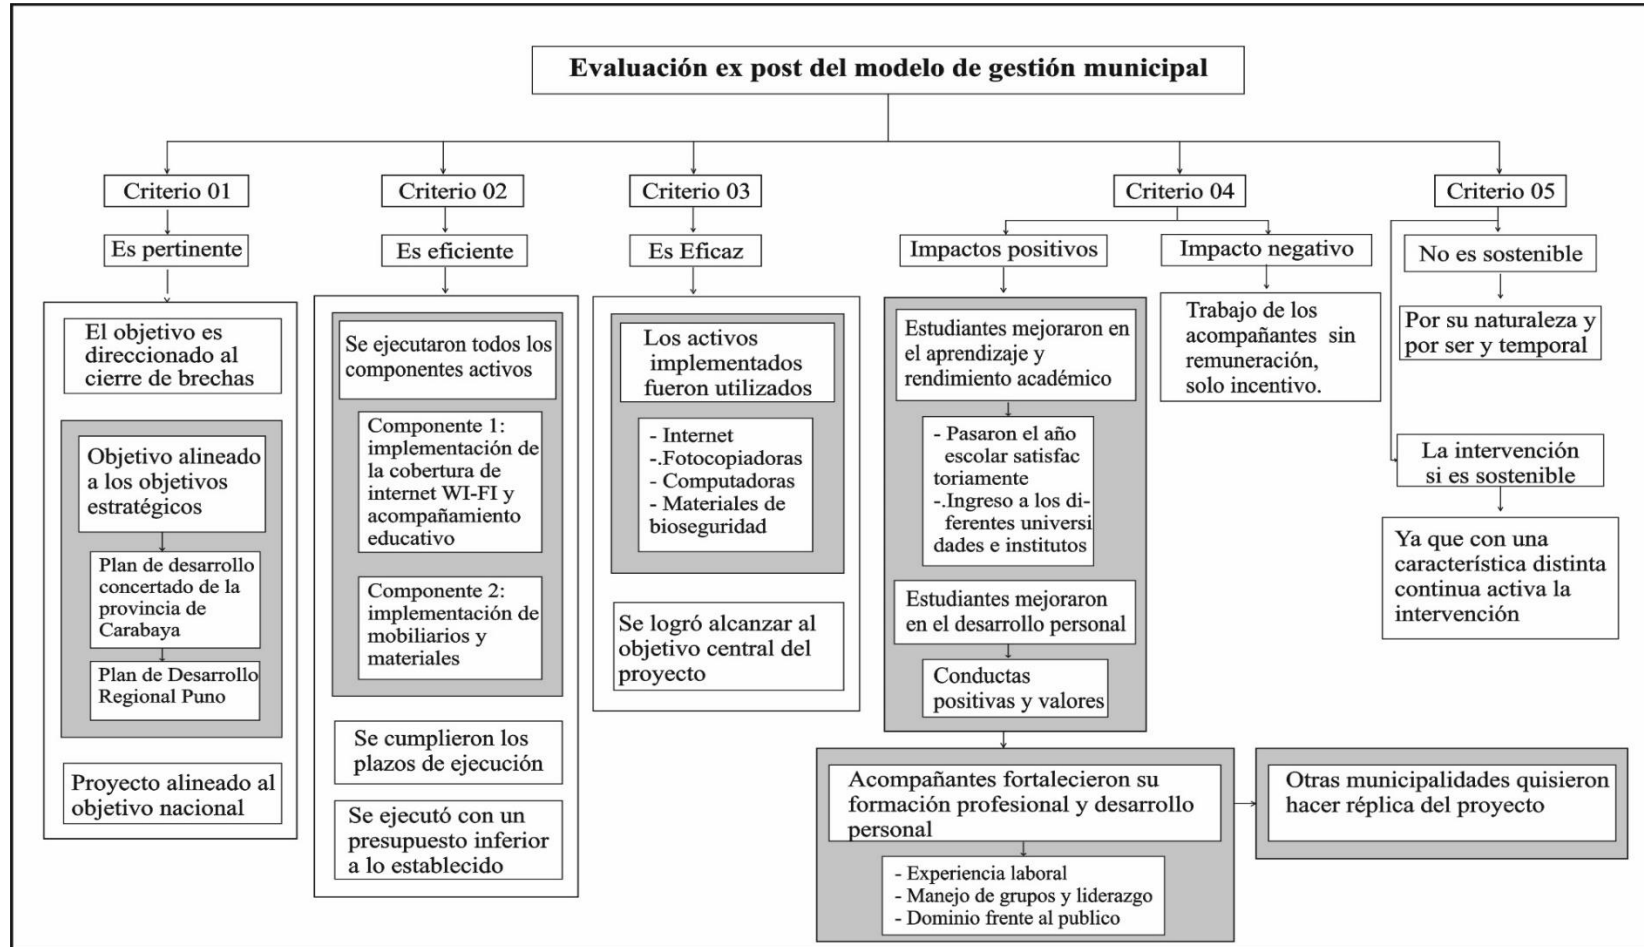 Evaluación ex post del modelo de gestión municipal
Criterio 01
Es pertinente
El objetivo es
direccionado al
cierre de brechas
Objetivo alineado
a los objetivos
estratégicos
Plan de desarrollo
concertado de la
provincia de
Carabaya
Plan de Desarrollo
Regional Puno
Proyecto alineado al
objetivo nacional
Criterio 02
Es eficiente
Se ejecutaron todos los
componentes activos
Componente 1:
implementación de
la cobertura de
internet WI-FI y
acompañamiento
educativo
Componente 2:
implementación de
mobiliarios y
materiales
Se cumplieron los
plazos de ejecución
Se ejecutó con un
presupuesto inferior
a lo establecido
Criterio 03
Es Eficaz
Los activos
implementados
fueron utilizados
- Internet
-.Fotocopiadoras
- Computadoras
- Materiales de
bioseguridad
Se logró alcanzar al
objetivo central del
proyecto
Criterio 04
Impactos positivos
Estudiantes mejoraron en
el aprendizaje y
rendimiento académico
- Pasaron el año
escolar satisfac
toriamente
-.Ingreso a los di-
ferentes universi
dades e institutos
Estudiantes mejoraron
en el desarrollo personal
Conductas
positivas y valores
Acompañantes fortalecieron su
formación profesional y desarrollo
personal
- Experiencia laboral
- Manejo de grupos y liderazgo
- Dominio frente al publico
Otras municipalidades quisieron
hacer réplica del proyecto
Impacto negativo
Trabajo de los
acompañantes sin
remuneración,
solo incentivo.
Criterio 05
No es sostenible
Por su naturaleza y
por ser y temporal
La intervención
si es sostenible
Ya que con una
característica distinta
continua activa la
intervención